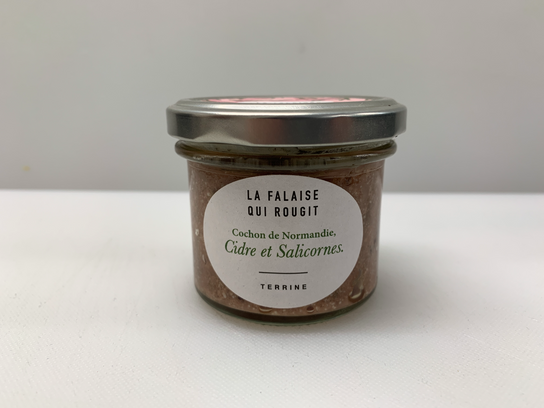 LA FALAISE
QUI ROUGIT
Cochon de Normandie,
Cidre et Salicornes.
TERRINE